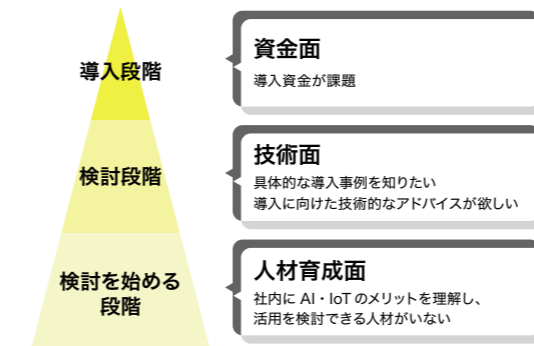 導入段階
資金面
導入資金が課題
検討段階
技術面
具体的な導入事例を知りたい
導入に向けた技術的なアドバイスが欲しい
検討を始める
段階
人材育成面
社内に AI・IoT のメリットを理解し、
活用を検討できる人材がいない